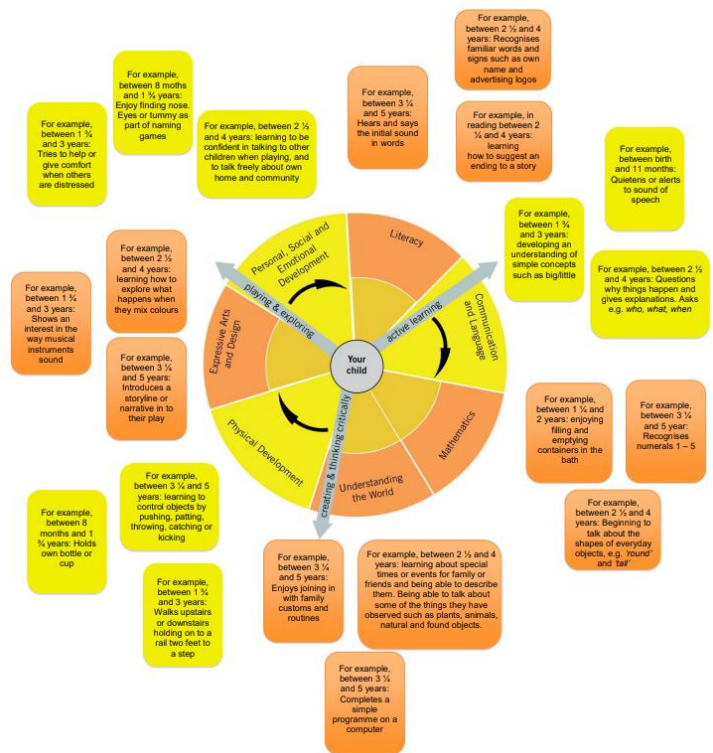 For example,
between 2 ½ and 4
years: Recognises
familiar words and
signs such as own
name and
advertising logos
For example,
between 8 moths
and 1 ¾ years:
Enjoy finding nose.
Eyes or tummy as
part of naming
games
For example,
between 3 ¼
and 5 years:
Hears and says
the initial sound
in words
For example,
between 1 ¾
and 3 years:
Tries to help or
give comfort
when others
are distressed
For example, between 2 ½
and 4 years: learning to be
confident in talking to other
children when playing, and
to talk freely about own
home and community
For example, in
reading between 2
¼ and 4 years:
learning
how to suggest an
ending to a story
For example,
between birth
and 11 months:
Quietens or alerts
to sound of
speech
For example,
between 1 ¾
and 3 years:
developing an
understanding of
simple concepts
such as big/little
For example, between 2 ½
and 4 years: Questions
why things happen and
gives explanations. Asks
e.g. who, what, when
For example,
between 2 ½
and 4 years:
learning how to
explore what
happens when
they mix colours
For example,
between 1 ¾
and 3 years:
Shows an
interest in the
way musical
instruments
sound
For example,
between 3 ¼
and 5 years:
Introduces a
storyline or
narrative in to
their play
Personal, Social and
Emotional
Development
Literacy
Communication
and Language
Mathematics
Understanding
the World
Physical Development
Expressive Arts
and Design
playing & exploring
active learning
creating & thinking critically
Your
child
For example,
between 1 ¼ and
2 years: enjoying
filling and
emptying
containers in the
bath
For example,
between 3 ¼
and 5 year:
Recognises
numerals 1 – 5
For example,
between 2 ½ and 4
years: Beginning to
talk about the
shapes of everyday
objects, e.g. ‘round’
and ‘tall’
For example,
between 3 ¼ and 5
years: learning to
control objects by
pushing, patting,
throwing, catching or
kicking
For example,
between 8
months and 1
¾ years: Holds
own bottle or
cup
For example,
between 1 ¾
and 3 years:
Walks upstairs
or downstairs
holding on to a
rail two feet to
a step
For example,
between 3 ¼
and 5 years:
Enjoys joining in
with family
customs and
routines
For example, between 2 ½ and 4
years: learning about special
times or events for family or
friends and being able to describe
them. Being able to talk about
some of the things they have
observed such as plants, animals,
natural and found objects.
For example,
between 3 ¼
and 5 years:
Completes a
simple
programme on a
computer